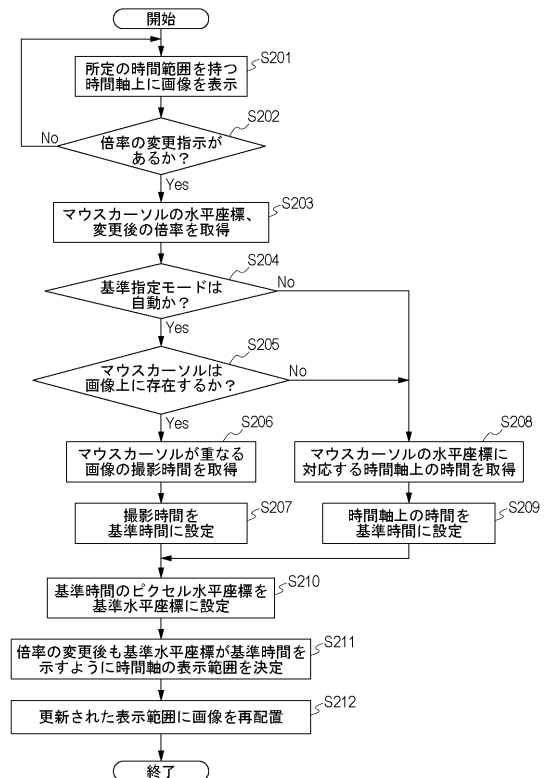 開始
所定の時間範囲を持つ
時間軸上に画像を表示
S201
倍率の変更指示が
あるか？
S202
No
Yes
マウスカーソルの水平座標、
変更後の倍率を取得
S203
基準指定モードは
自動か？
S204
No
Yes
マウスカーソルは
画像上に存在するか？
S205
No
Yes
マウスカーソルが重なる
画像の撮影時間を取得
S206
マウスカーソルの水平座標に
対応する時間軸上の時間を取得
S208
撮影時間を
基準時間に設定
S207
時間軸上の時間を
基準時間に設定
S209
基準時間のピクセル水平座標を
基準水平座標に設定
S210
倍率の変更後も基準水平座標が基準時間を
示すように時間軸の表示範囲を決定
S211
更新された表示範囲に画像を再配置
S212
終了